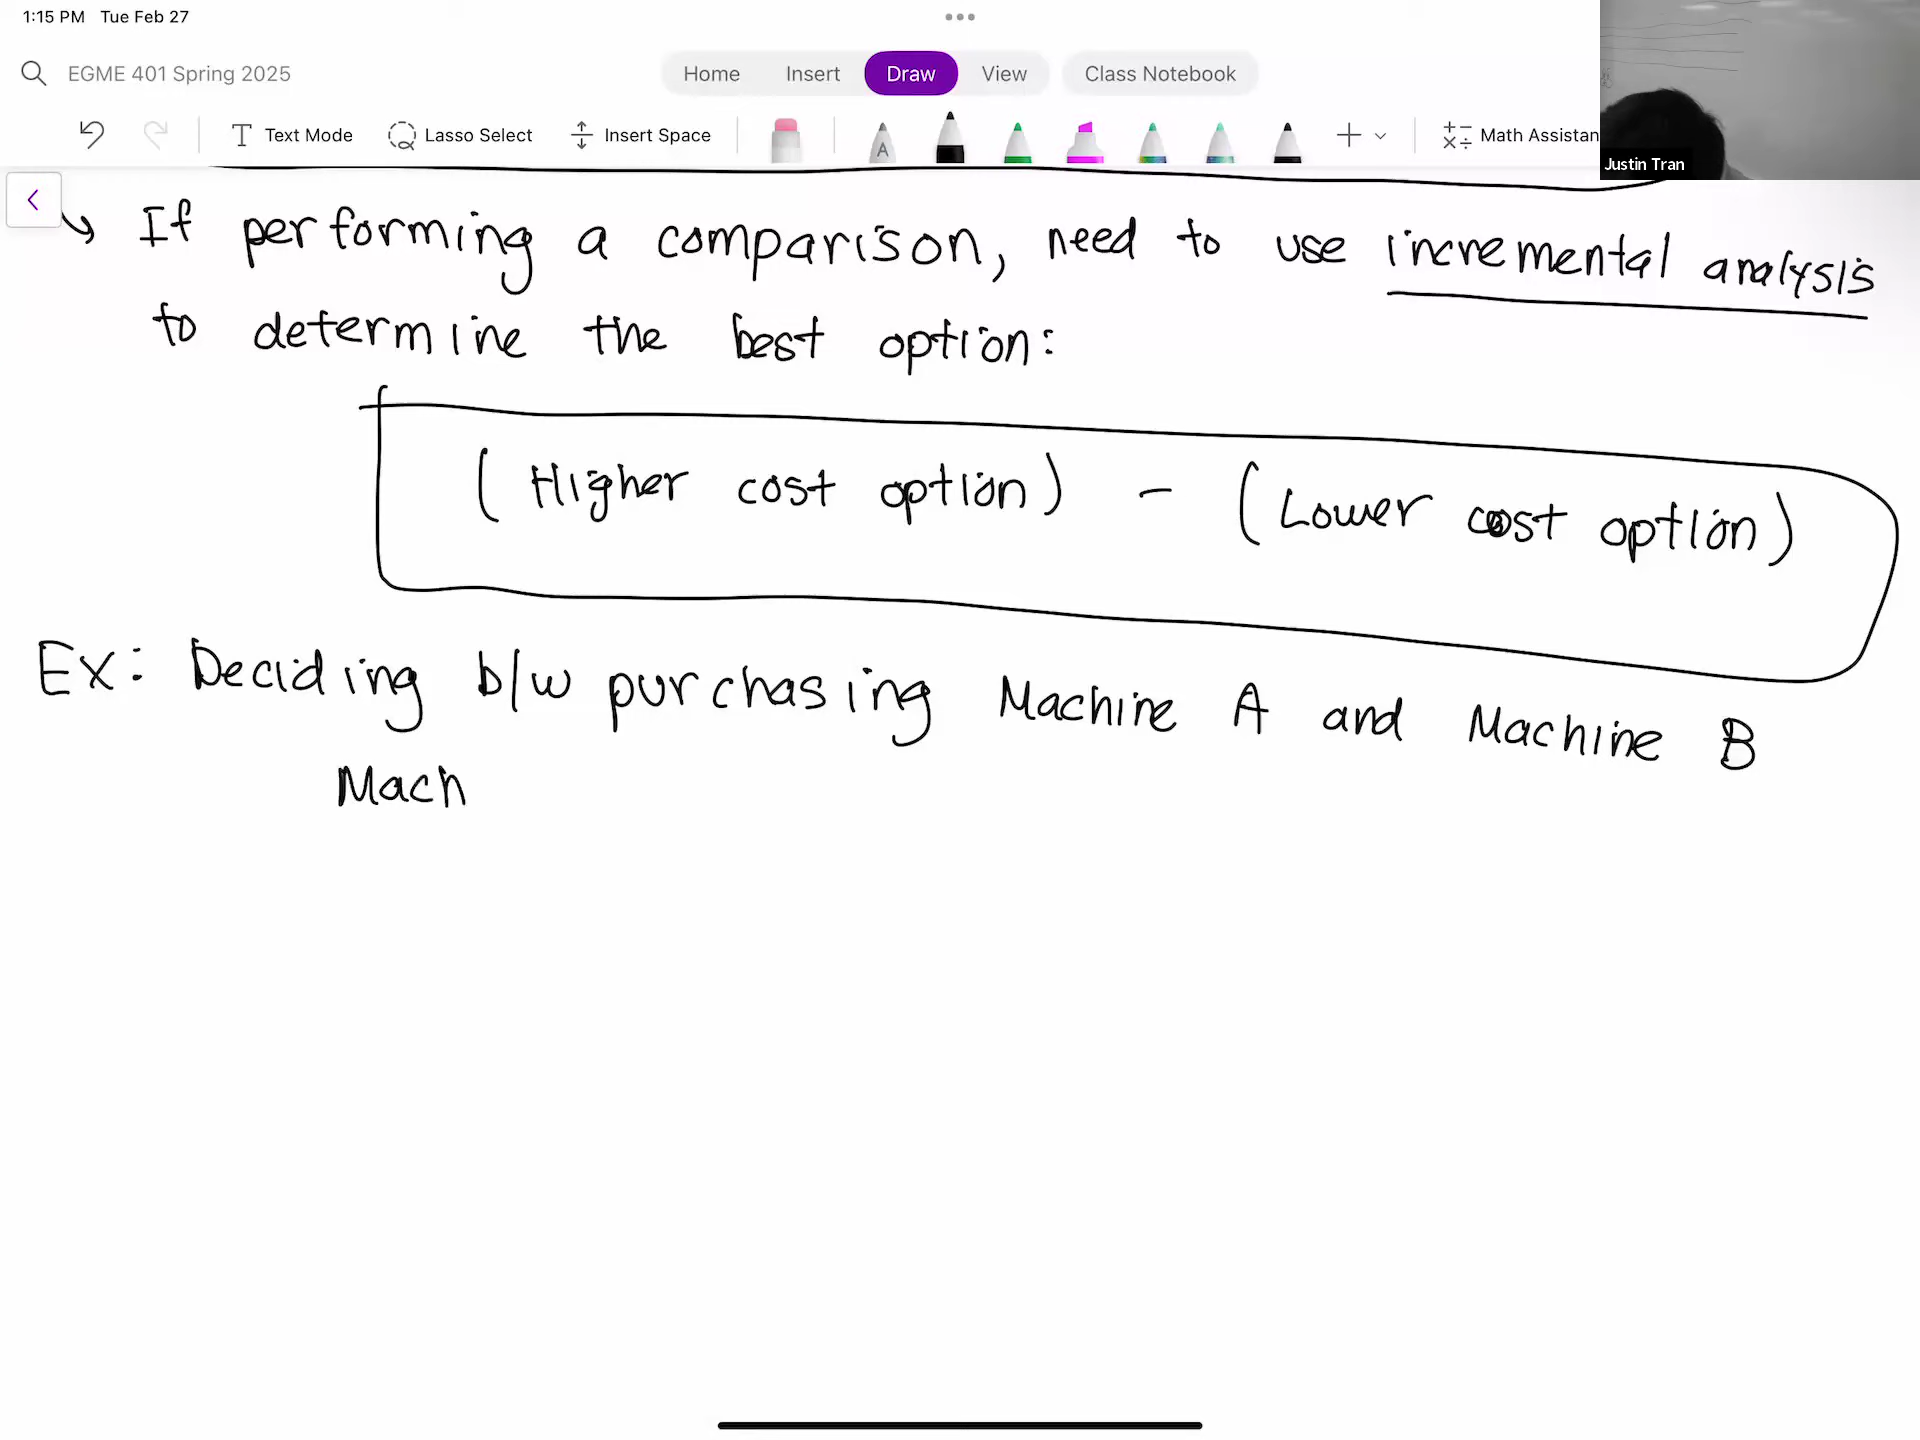 1:15 PM Tue Feb 27
EGME 401 Spring 2025
Home Insert Draw View Class Notebook
Text Mode Lasso Select Insert Space A Math Assistan
Justin Tran
If performing a comparison, need to use incremental analysis
to determine the best option:
(Higher cost option) - (Lower cost option)
Ex: Deciding b/w purchasing Machine A and Machine B
Mach